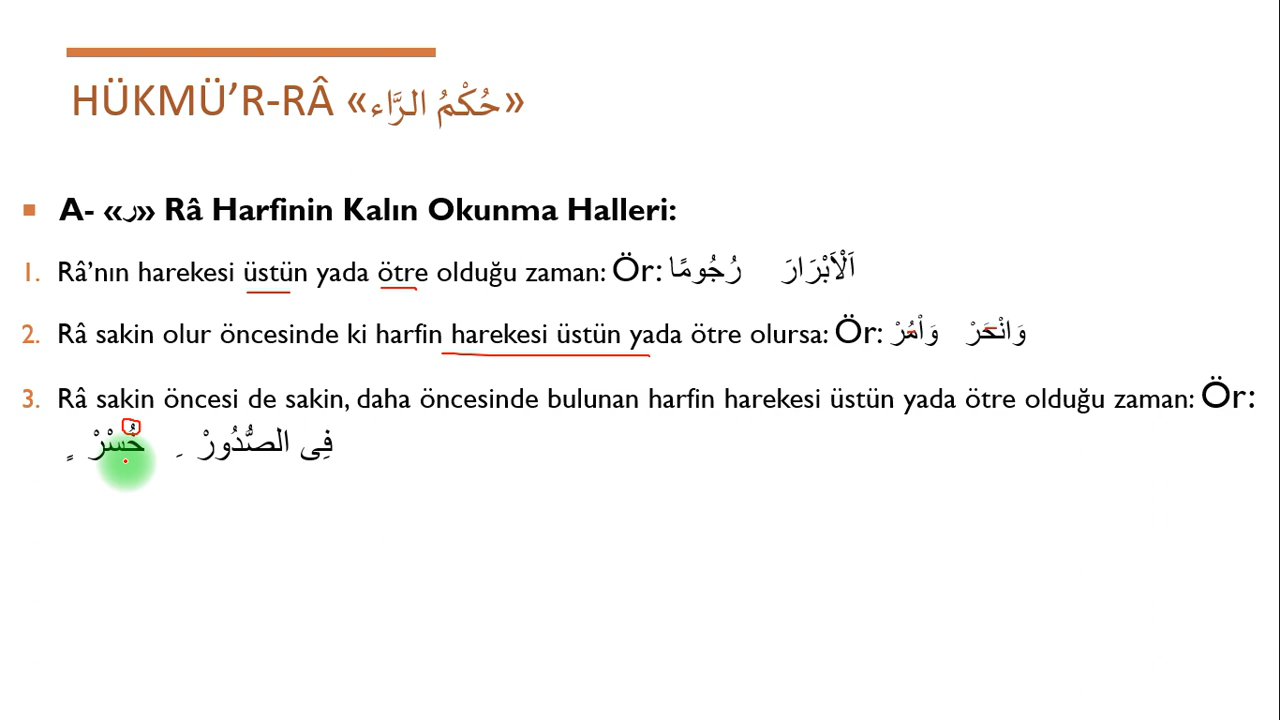 HÜKMÜ’R-RÂ «حُكْمُ الرَّاء»
A- «ر» Râ Harfinin Kalın Okunma Halleri:
1. Râ’nın harekesi üstün yada ötre olduğu zaman: Ör: اَلْاَبْرَارَ رُجُومًا
2. Râ sakin olur öncesinde ki harfin harekesi üstün yada ötre olursa: Ör: وَانْحَرْ وَاْمُرْ
3. Râ sakin öncesi de sakin, daha öncesinde bulunan harfin harekesi üstün yada ötre olduğu zaman: Ör:
فِى الصُّدُورْ ِ خُسْرْ ٍ